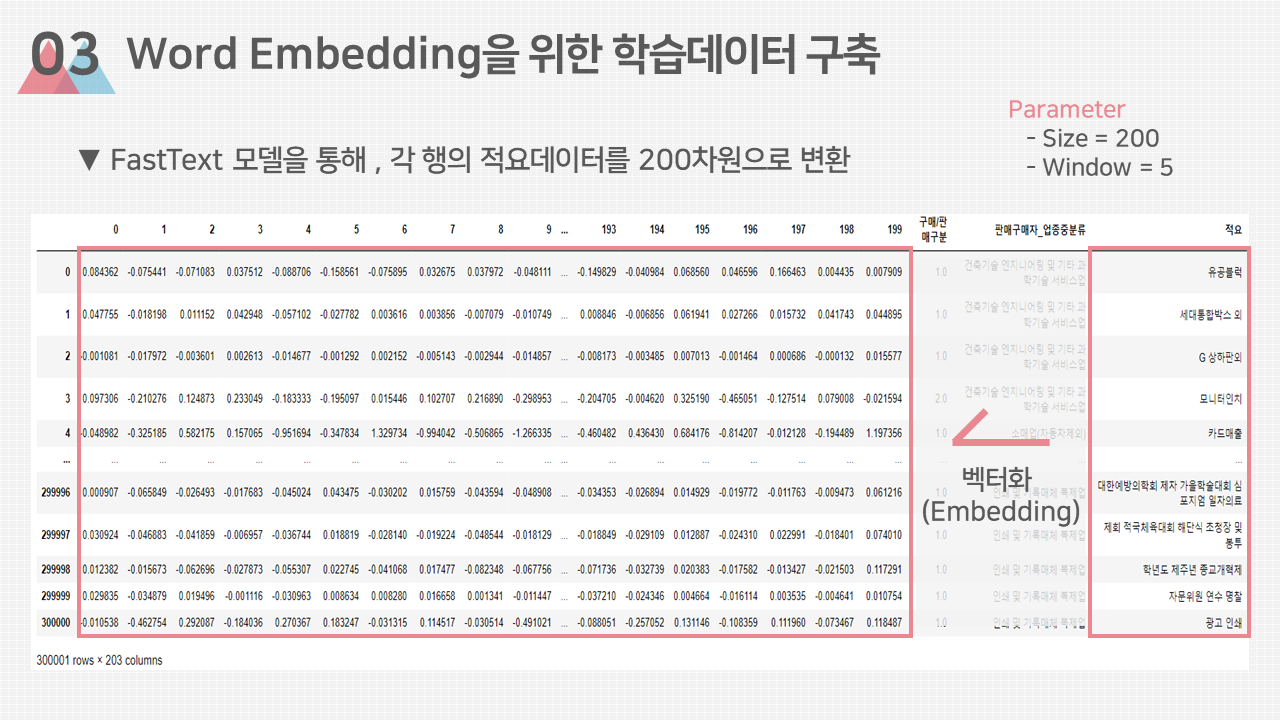 03 Word Embedding을 위한 학습데이터 구축
Parameter
- Size = 200
- Window = 5
▼ FastText 모델을 통해 , 각 행의 적요데이터를 200차원으로 변환
0 1 2 3 4 5 6 7 8 9 ... 193 194 195 196 197 198 199 구매/판매구분 판매구매자_업종중분류 적요
0 0.084362 -0.075441 -0.071083 0.037512 -0.15856 -0.075895 0.032675 0.037972 -0.048111 ... -0.149829 -0.040984 0.068560 0.046596 0.166403 0.004435 0.007909 1.0 건축기술 엔지니어링 및 기타 과학기술 서비스업 유공블럭
1 0.047755 -0.018198 0.011152 0.042948 -0.057102 -0.027782 0.003616 0.003856 -0.007079 -0.010749 ... 0.008846 -0.006856 0.061941 0.027266 0.015732 0.041743 0.044895 1.0 건축기술 엔지니어링 및 기타 과학기술 서비스업 세대통합박스 외
2 -0.001081 -0.017972 -0.003601 0.002613 -0.014677 -0.001292 0.002152 -0.005143 -0.002944 -0.014857 ... -0.008173 -0.003485 0.007013 -0.001464 0.000686 -0.000132 0.015577 1.0 건축기술 엔지니어링 및 기타 과학기술 서비스업 G 상하판외
3 0.097306 -0.210276 0.124873 0.233049 -0.183373 -0.195097 0.015446 0.102707 0.216890 -0.298953 ... -0.204705 -0.004620 0.325190 -0.465051 -0.127514 0.079008 -0.021594 2.0 건축기술 엔지니어링 및 기타 과학기술 서비스업 모니터인치
4 -0.048982 -0.325185 0.582175 0.157065 -0.951694 -0.347834 1.329734 -0.994042 -0.506865 -1.266335 ... -0.460482 0.436430 0.684176 -0.814207 -0.012128 -0.194489 1.197356 1.0 소매업(자동차제외) 카드매출
... ... ... ... ... ... ... ... ... ... ... ... ... ... ... ... ... ... ... ...
299996 0.000907 -0.065849 -0.026493 -0.017683 -0.045024 0.043475 -0.030202 0.015759 -0.043594 -0.048908 ... -0.034353 -0.026894 0.014929 -0.019772 -0.011763 -0.009473 0.061216 1.0 인쇄 및 기록매체 복제업 대한예방의학회 제차 가을학술대회 심포지엄 일자의료
299997 0.030924 -0.046883 -0.041859 -0.006957 -0.036744 0.018813 -0.028140 -0.019224 -0.048544 -0.018129 ... -0.018849 -0.029109 0.012887 -0.024310 0.022991 -0.018401 0.074010 인쇄 및 기록매체 복제업 제회 적국체육대회 해단식 초청장 및 봉투
299998 0.012382 -0.015673 -0.062696 -0.027873 -0.055307 0.022745 -0.041068 0.017477 -0.082348 -0.067756 ... -0.071736 -0.032739 0.020383 -0.017582 -0.013427 -0.021503 0.117291 1.0 인쇄 및 기록매체 복제업 학년도 제주년 종교개혁제
299999 0.029835 -0.034879 0.019496 -0.001116 -0.030963 0.008634 0.008280 0.016658 0.001341 -0.011447 ... -0.037210 -0.024346 0.004664 -0.016114 0.003535 -0.004641 0.010754 1.0 인쇄 및 기록매체 복제업 자문위원 연수 명찰
300000 -0.010538 -0.462754 0.292087 -0.184036 0.270367 0.183247 -0.031315 0.114517 -0.030514 -0.491021 ... -0.088051 -0.257052 0.131146 -0.108359 0.111960 -0.073467 0.118487 1.0 인쇄 및 기록매체 복제업 광고 인쇄
벡터화
(Embedding)
300001 rows × 203 columns